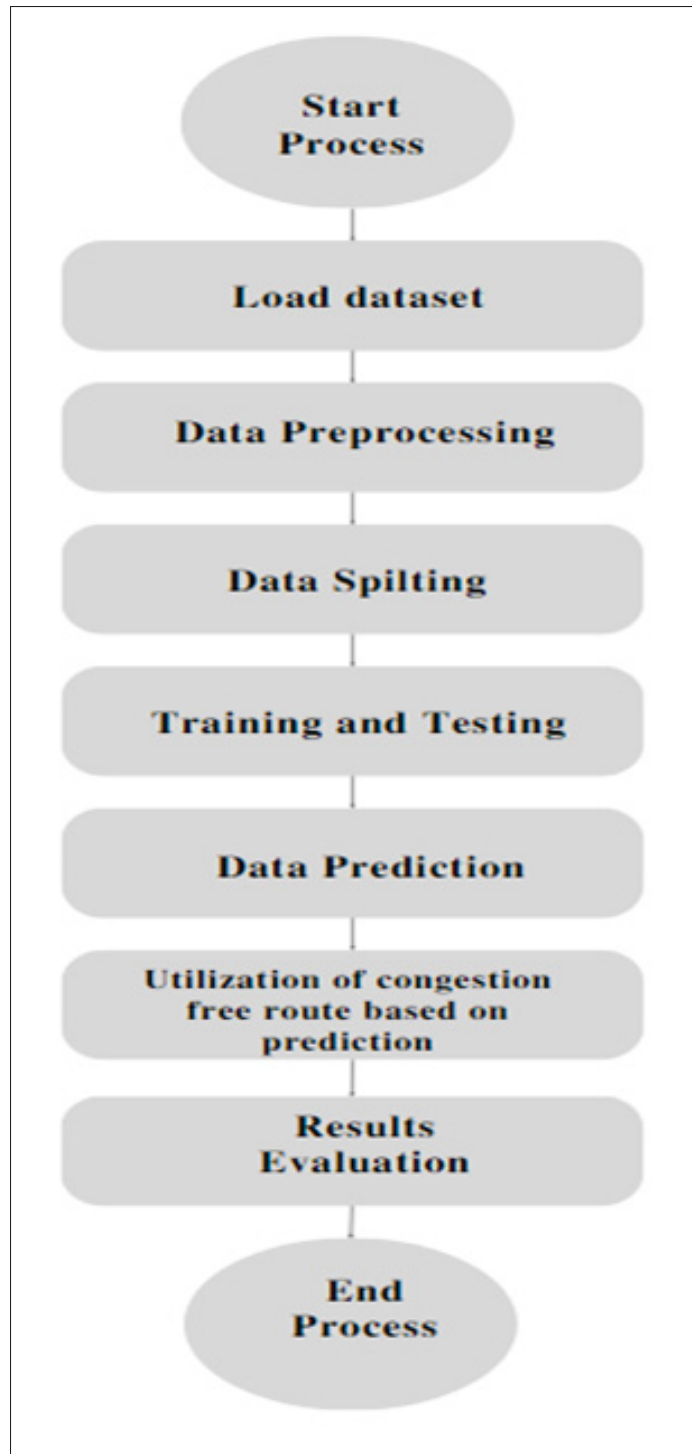 Start
Process
Load dataset
Data Preprocessing
Data Spilting
Training and Testing
Data Prediction
Utilization of congestion
free route based on
prediction
Results
Evaluation
End
Process